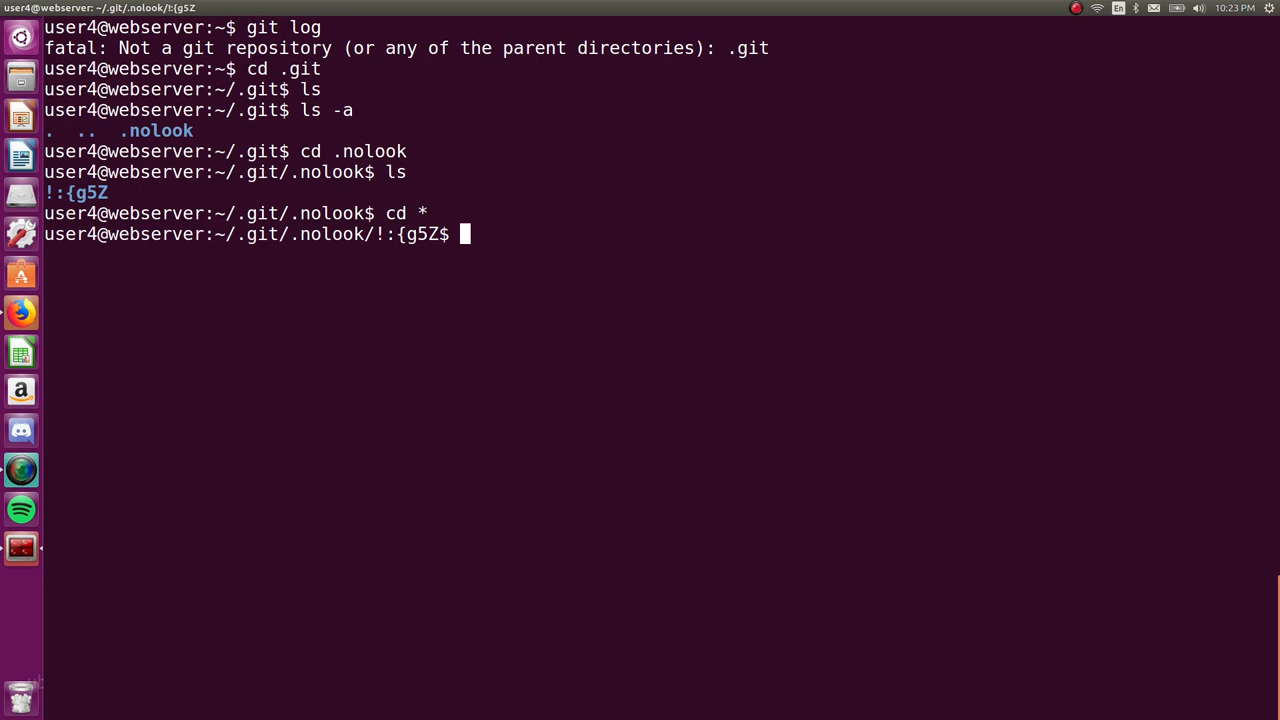 user4@webserver: ~/.git/.nolook/!:{g5Z
En
10:23 PM
user4@webserver:~$ git log
fatal: Not a git repository (or any of the parent directories): .git
user4@webserver:~$ cd .git
user4@webserver:~/.git$ ls
user4@webserver:~/.git$ ls -a
. .. .nolook
user4@webserver:~/.git$ cd .nolook
user4@webserver:~/.git/.nolook$ ls
!:{g5Z
user4@webserver:~/.git/.nolook$ cd *
user4@webserver:~/.git/.nolook/!:{g5Z$